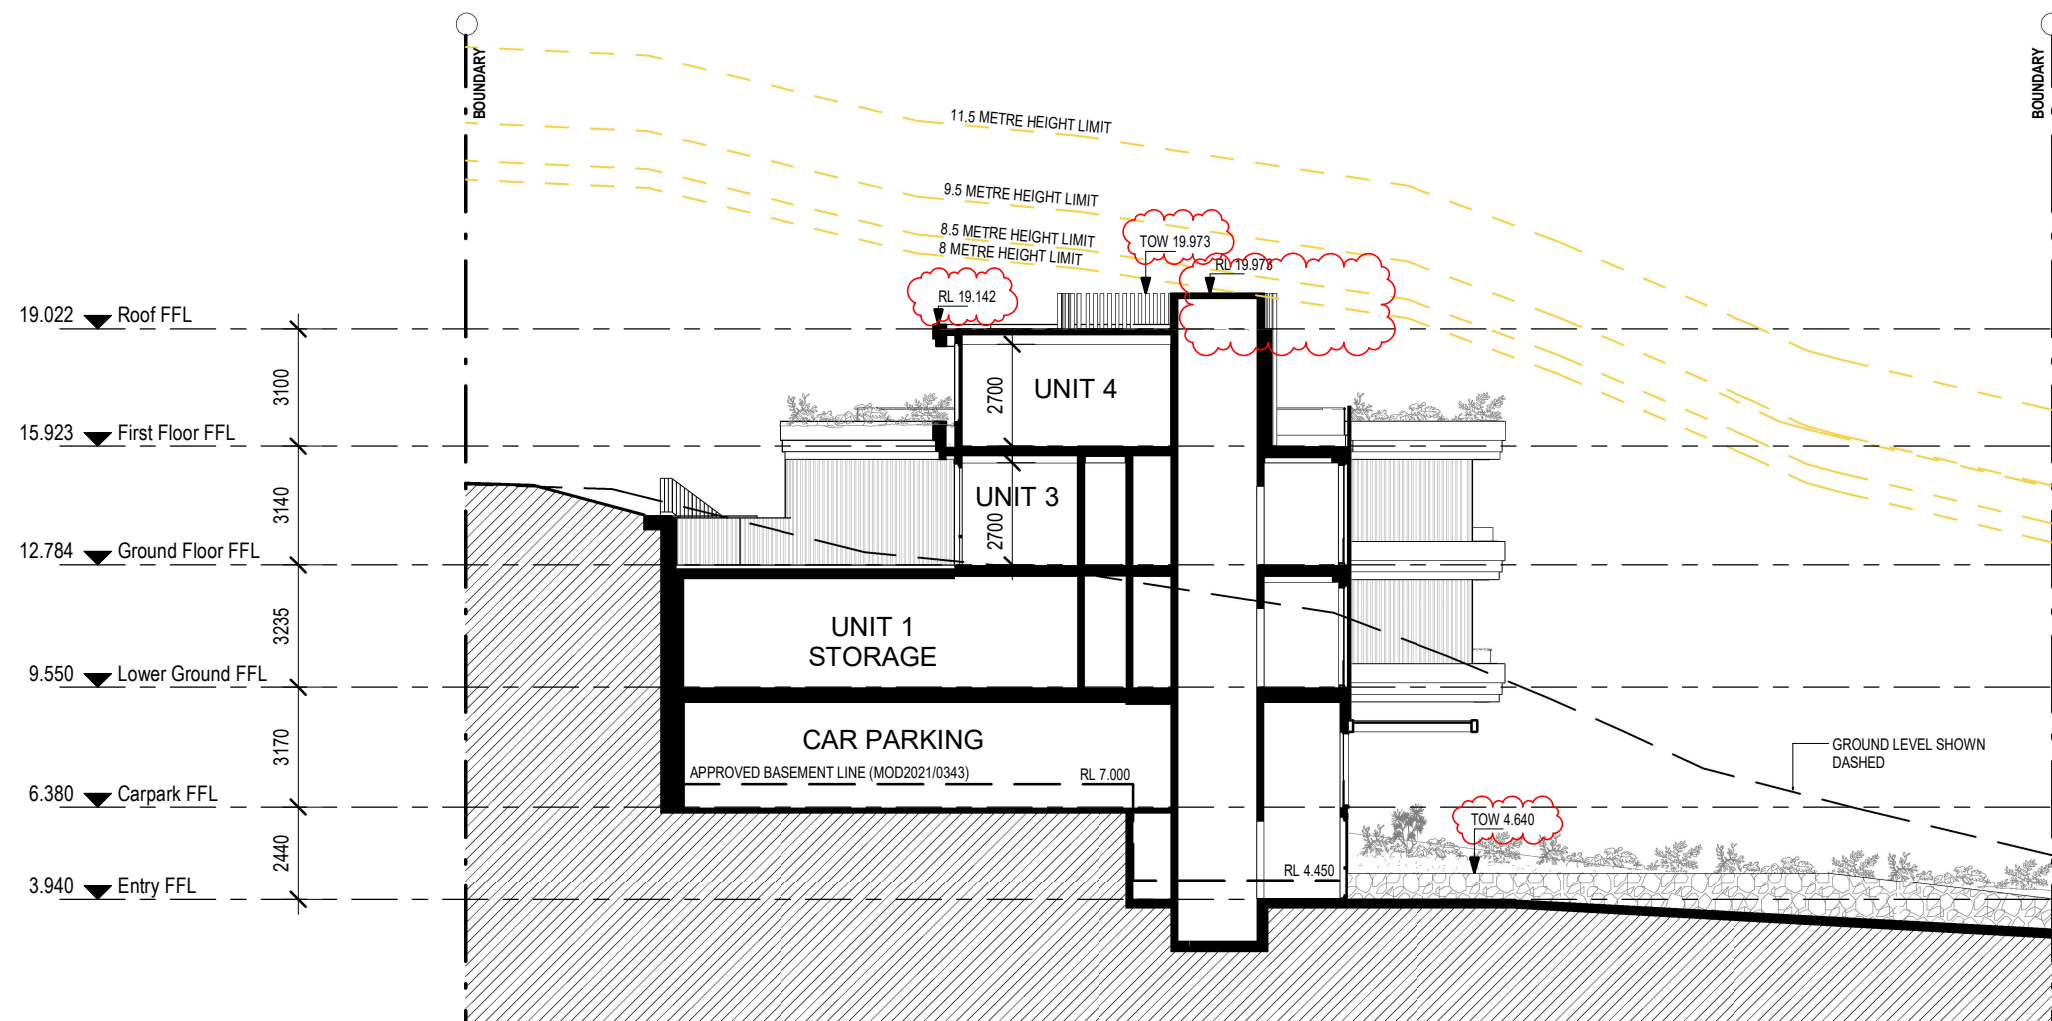 BOUNDARY
BOUNDARY
11.5 METRE HEIGHT LIMIT
9.5 METRE HEIGHT LIMIT
8.5 METRE HEIGHT LIMIT
8 METRE HEIGHT LIMIT
TOW 19.973
RL 19.973
RL 19.142
19.022 Roof FFL
3100
2700
UNIT 4
15.923 First Floor FFL
3140
2700
UNIT 3
12.784 Ground Floor FFL
3235
UNIT 1
STORAGE
9.550 Lower Ground FFL
3170
CAR PARKING
APPROVED BASEMENT LINE (MOD2021/0343)
RL 7.000
GROUND LEVEL SHOWN
DASHED
6.380 Carpark FFL
2440
TOW 4.640
RL 4.450
3.940 Entry FFL